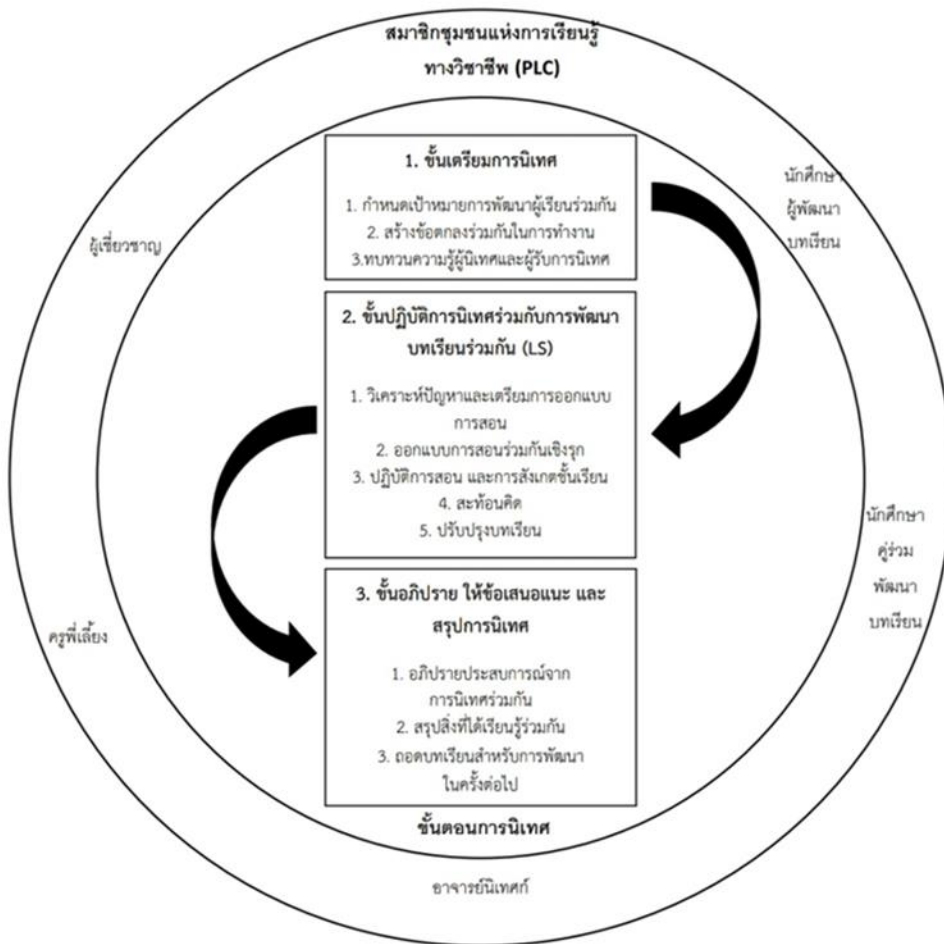 สมาชิกชุมชนแห่งการเรียนรู้
ทางวิชาชีพ (PLC)
1. ขั้นเตรียมการนิเทศ
1. กำหนดเป้าหมายการพัฒนาผู้เรียนร่วมกัน
2. สร้างข้อตกลงร่วมกันในการทำงาน
3.ทบทวนความรู้ผู้นิเทศและผู้รับการนิเทศ
นักศึกษา
ผู้พัฒนา
บทเรียน
ผู้เชี่ยวชาญ
2. ขั้นปฏิบัติการนิเทศร่วมกับการพัฒนา
บทเรียนร่วมกัน (LS)
1. วิเคราะห์ปัญหาและเตรียมการออกแบบ
การสอน
2. ออกแบบการสอนร่วมกันเชิงรุก
3. ปฏิบัติการสอน และการสังเกตชั้นเรียน
4. สะท้อนคิด
5. ปรับปรุงบทเรียน
นักศึกษา
คู่ร่วม
พัฒนา
บทเรียน
ครูพี่เลี้ยง
3. ขั้นอภิปราย ให้ข้อเสนอแนะ และ
สรุปการนิเทศ
1. อภิปรายประสบการณ์จาก
การนิเทศร่วมกัน
2. สรุปสิ่งที่ได้เรียนรู้ร่วมกัน
3. ถอดบทเรียนสำหรับการพัฒนา
ในครั้งต่อไป
ขั้นตอนการนิเทศ
อาจารย์นิเทศก์